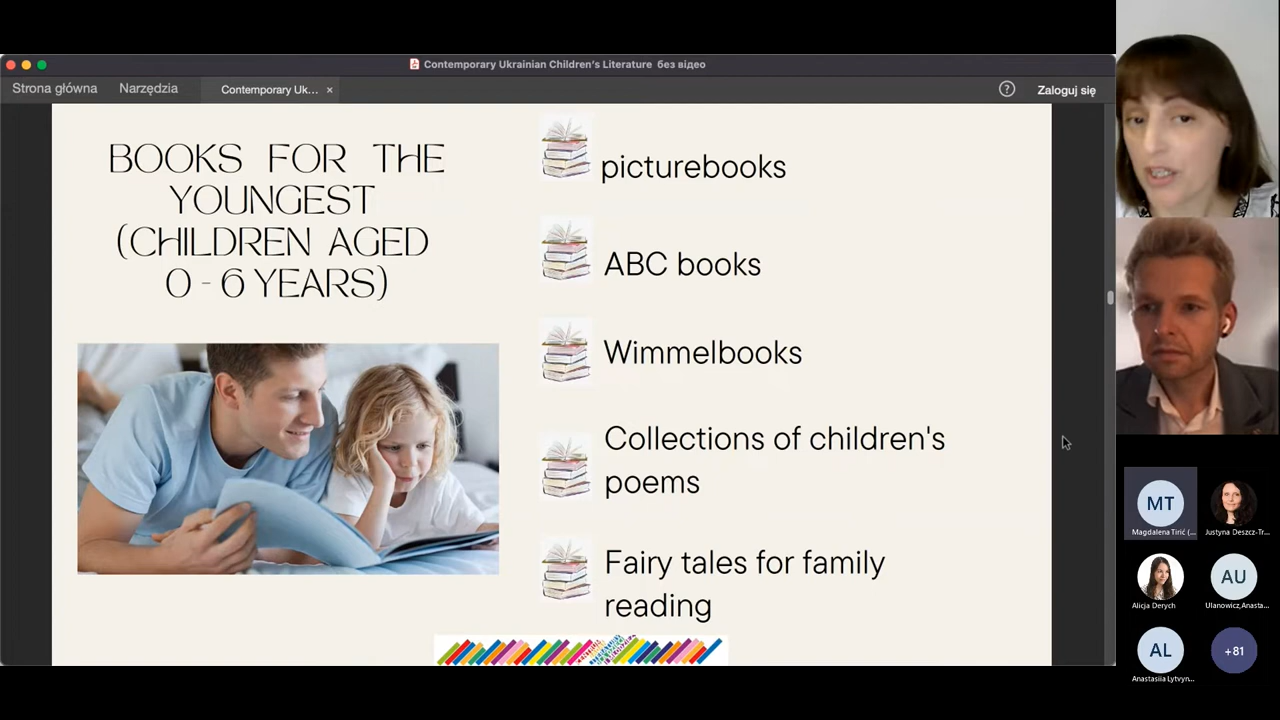 Contemporary Ukrainian Children's Literature без відео
Strona główna
Narzędzia
Contemporary Uk...
Zaloguj się
BOOKS FOR THE
YOUNGEST
(CHILDREN AGED
0 - 6 YEARS)
picturebooks
ABC books
Wimmelbooks
Collections of children's
poems
Fairy tales for family
reading
MT
Magdalena Tirić (...
Justyna Deszcz-Tr...
Alicja Derych
AU
Ulanowicz,Anasta...
AL
Anastasiia Lytvyn...
+81